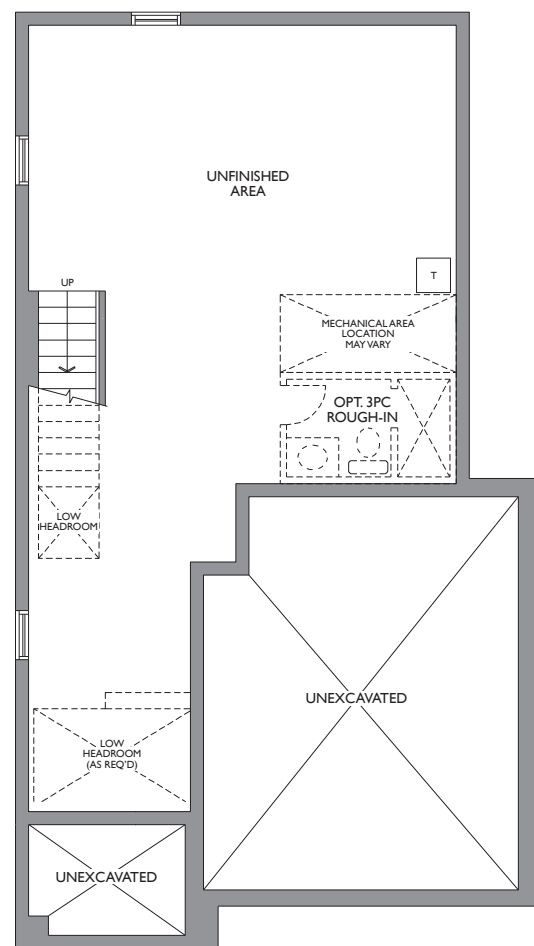 UNFINISHED
AREA
T
UP
MECHANICAL AREA
LOCATION
MAY VARY
OPT. 3PC
ROUGH-IN
LOW
HEADROOM
UNEXCAVATED
LOW
HEADROOM
(AS REQ'D)
UNEXCAVATED